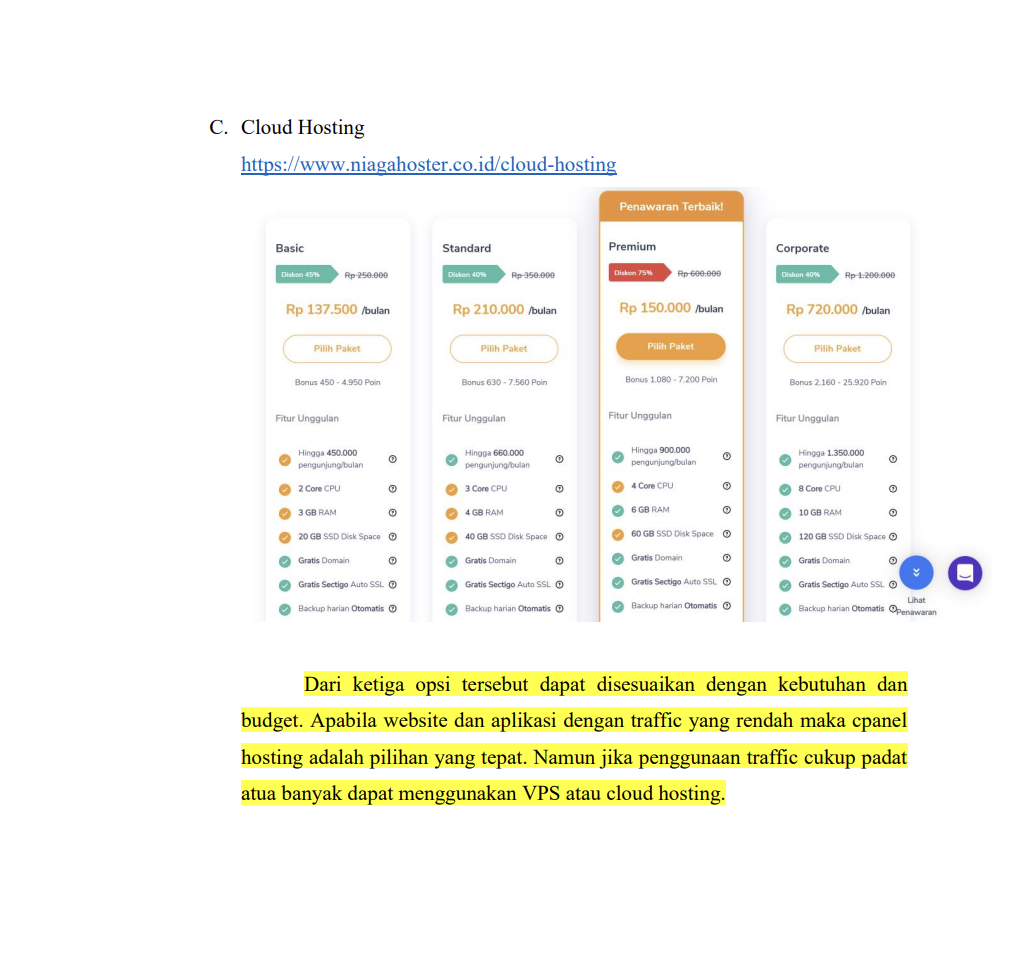 C. Cloud Hosting
https://www.niagahoster.co.id/cloud-hosting
Basic
Diskon 45% Rp 250.000
Rp 137.500 /bulan
Pilih Paket
Bonus 450 - 4.950 Poin
Fitur Unggulan
Hingga 450.000
pengunjung/bulan
2 Core CPU
3 GB RAM
20 GB SSD Disk Space
Gratis Domain
Gratis Sectigo Auto SSL
Backup harian Otomatis
Standard
Diskon 40% Rp 350.000
Rp 210.000 /bulan
Pilih Paket
Bonus 630 - 7.560 Poin
Fitur Unggulan
Hingga 660.000
pengunjung/bulan
3 Core CPU
4 GB RAM
40 GB SSD Disk Space
Gratis Domain
Gratis Sectigo Auto SSL
Backup harian Otomatis
Penawaran Terbaik!
Premium
Diskon 75% Rp 600.000
Rp 150.000 /bulan
Pilih Paket
Bonus 1.080 - 7.200 Poin
Fitur Unggulan
Hingga 900.000
pengunjung/bulan
4 Core CPU
6 GB RAM
60 GB SSD Disk Space
Gratis Domain
Gratis Sectigo Auto SSL
Backup harian Otomatis
Corporate
Diskon 40% Rp 1.200.000
Rp 720.000 /bulan
Pilih Paket
Bonus 2.160 - 25.920 Poin
Fitur Unggulan
Hingga 1.350.000
pengunjung/bulan
8 Core CPU
10 GB RAM
120 GB SSD Disk Space
Gratis Domain
Gratis Sectigo Auto SSL
Backup harian Otomatis
Lihat
Penawaran
Dari ketiga opsi tersebut dapat disesuaikan dengan kebutuhan dan
budget. Apabila website dan aplikasi dengan traffic yang rendah maka cpanel
hosting adalah pilihan yang tepat. Namun jika penggunaan traffic cukup padat
atua banyak dapat menggunakan VPS atau cloud hosting.